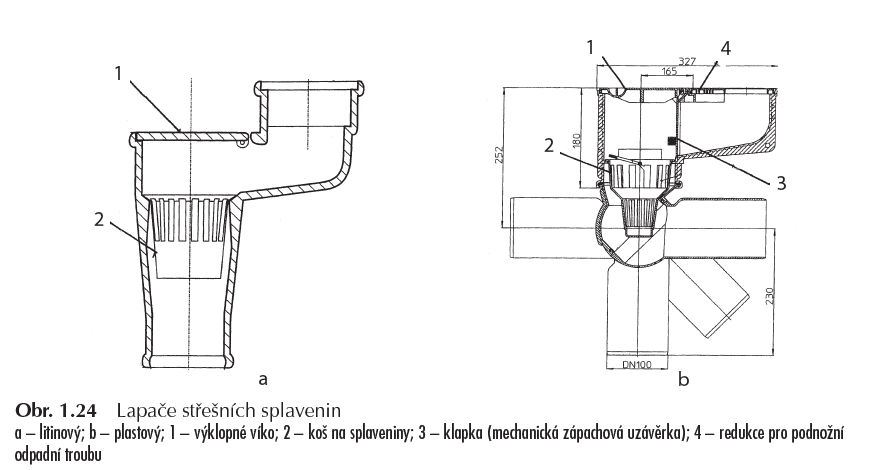 1
2
a
1
4
327
165
252
180
2
3
230
DN100
b
Obr. 1.24 Lapače střešních splavenin
a – litinový; b – plastový; 1 – výklopné víko; 2 – koš na splaveniny; 3 – klapka (mechanická zápachová uzávěrka); 4 – redukce pro podnožní
odpadní troubu